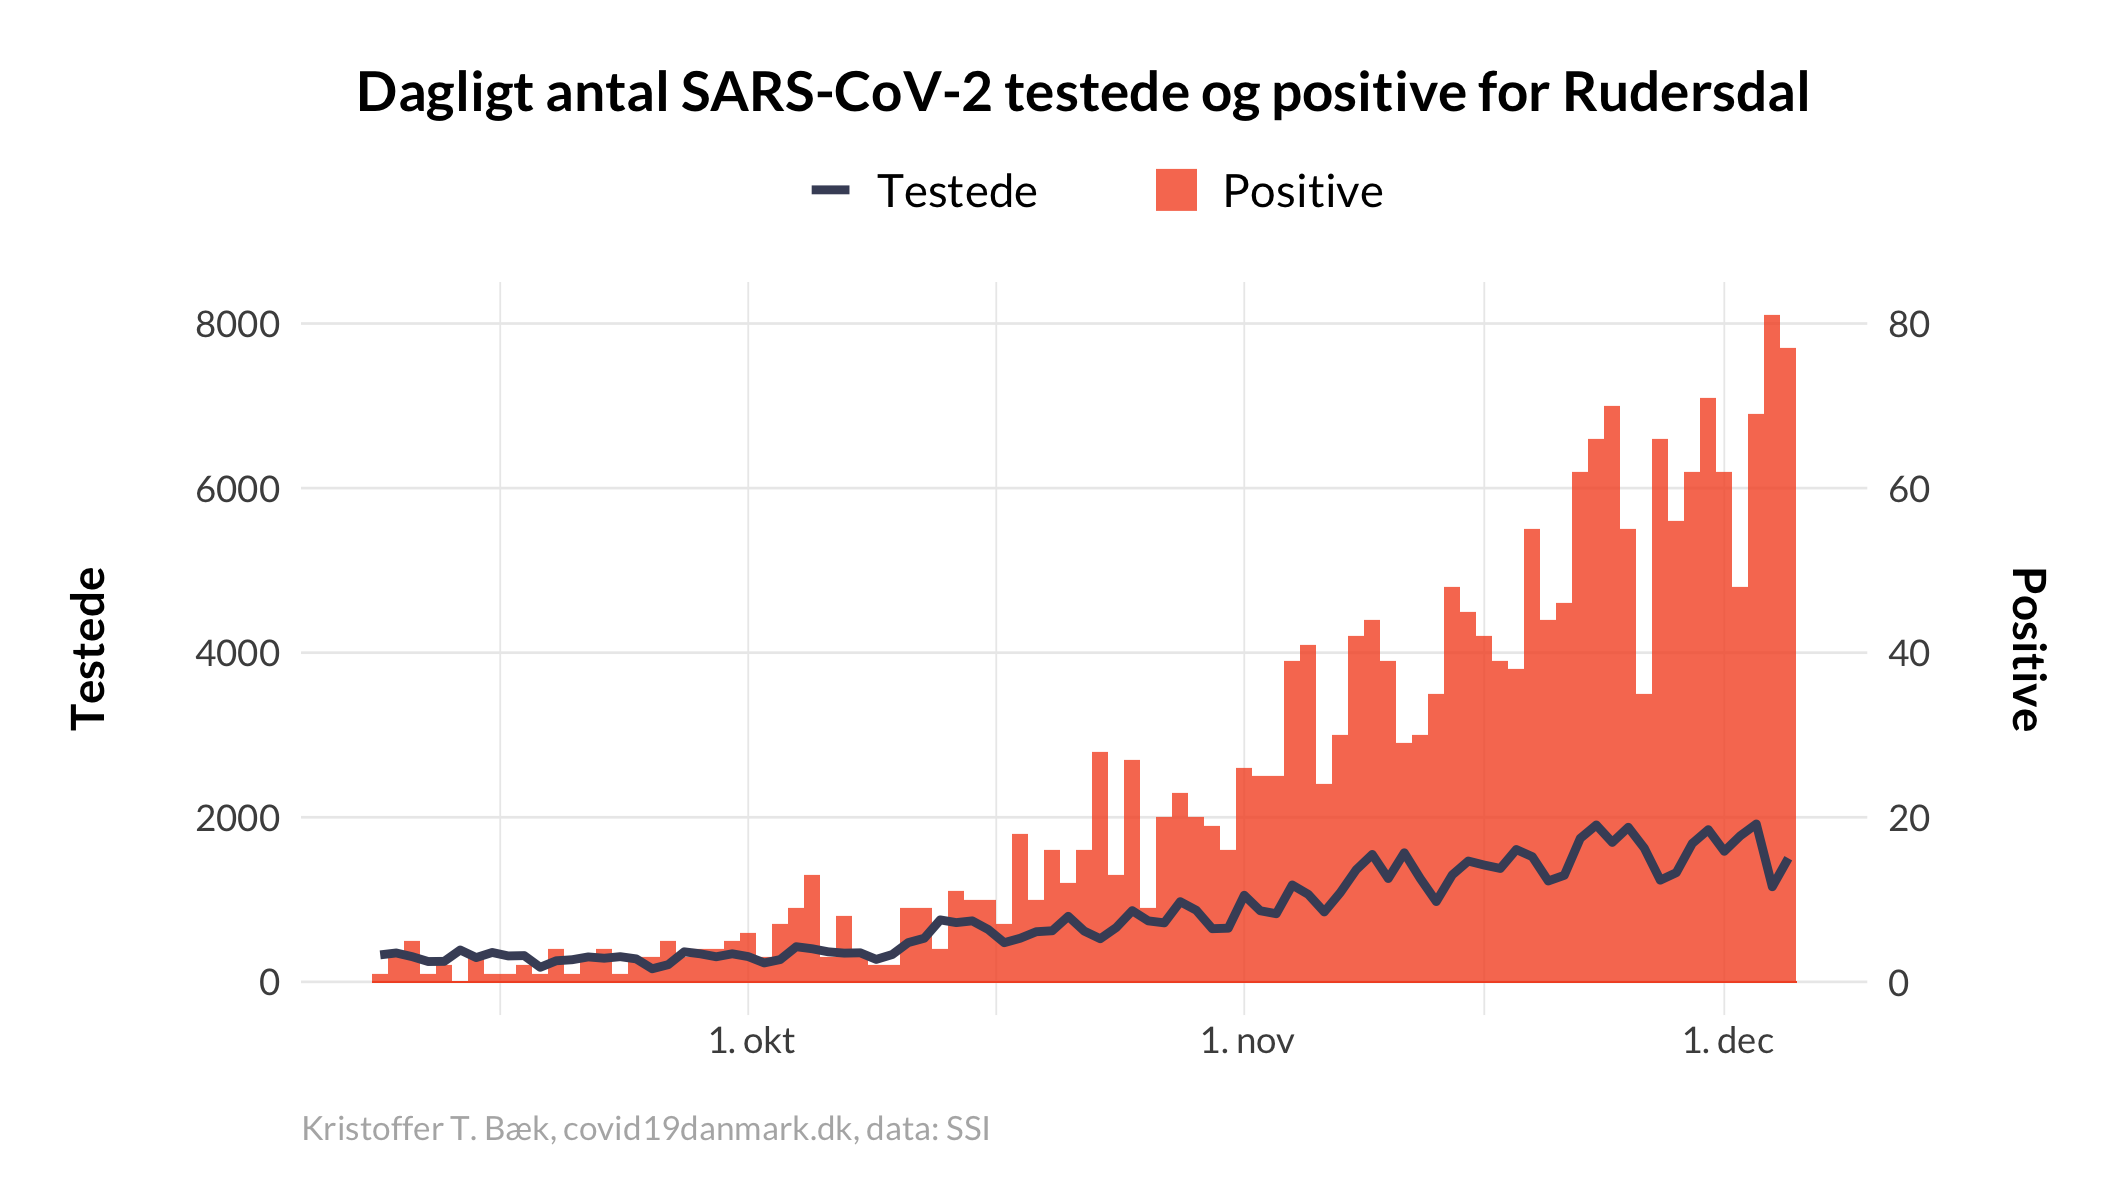 Dagligt antal SARS-CoV-2 testede og positive for Rudersdal
Testede
Positive
8000
6000
4000
2000
0
80
60
40
20
0
Testede
Positive
1. okt
1. nov
1. dec
Kristoffer T. Bæk, covid19danmark.dk, data: SSI